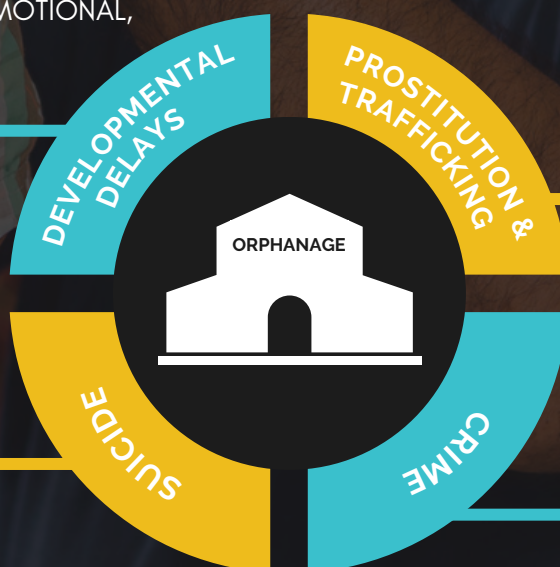 MOTIONAL,
DEVELOPMENTAL
DELAYS
PROSTITUTION &
TRAFFICKING
ORPHANAGE
SUICIDE
CRIME